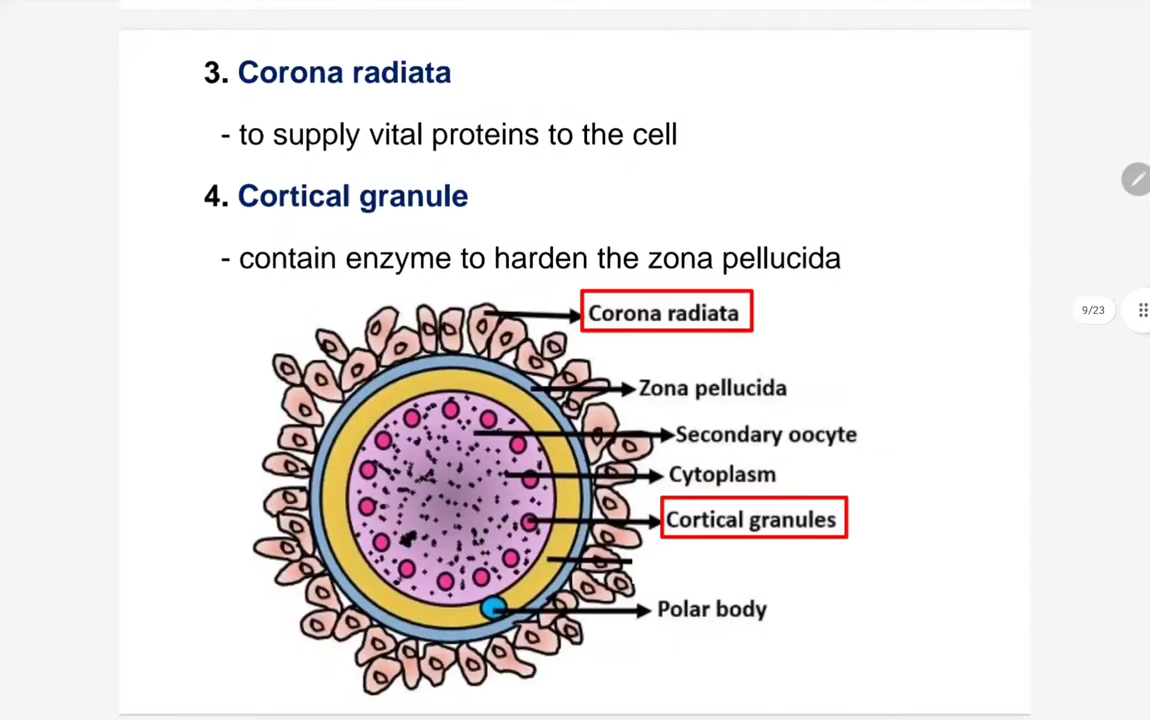 3. Corona radiata
- to supply vital proteins to the cell
4. Cortical granule
- contain enzyme to harden the zona pellucida
Corona radiata
Zona pellucida
Secondary oocyte
Cytoplasm
Cortical granules
Polar body
9/23